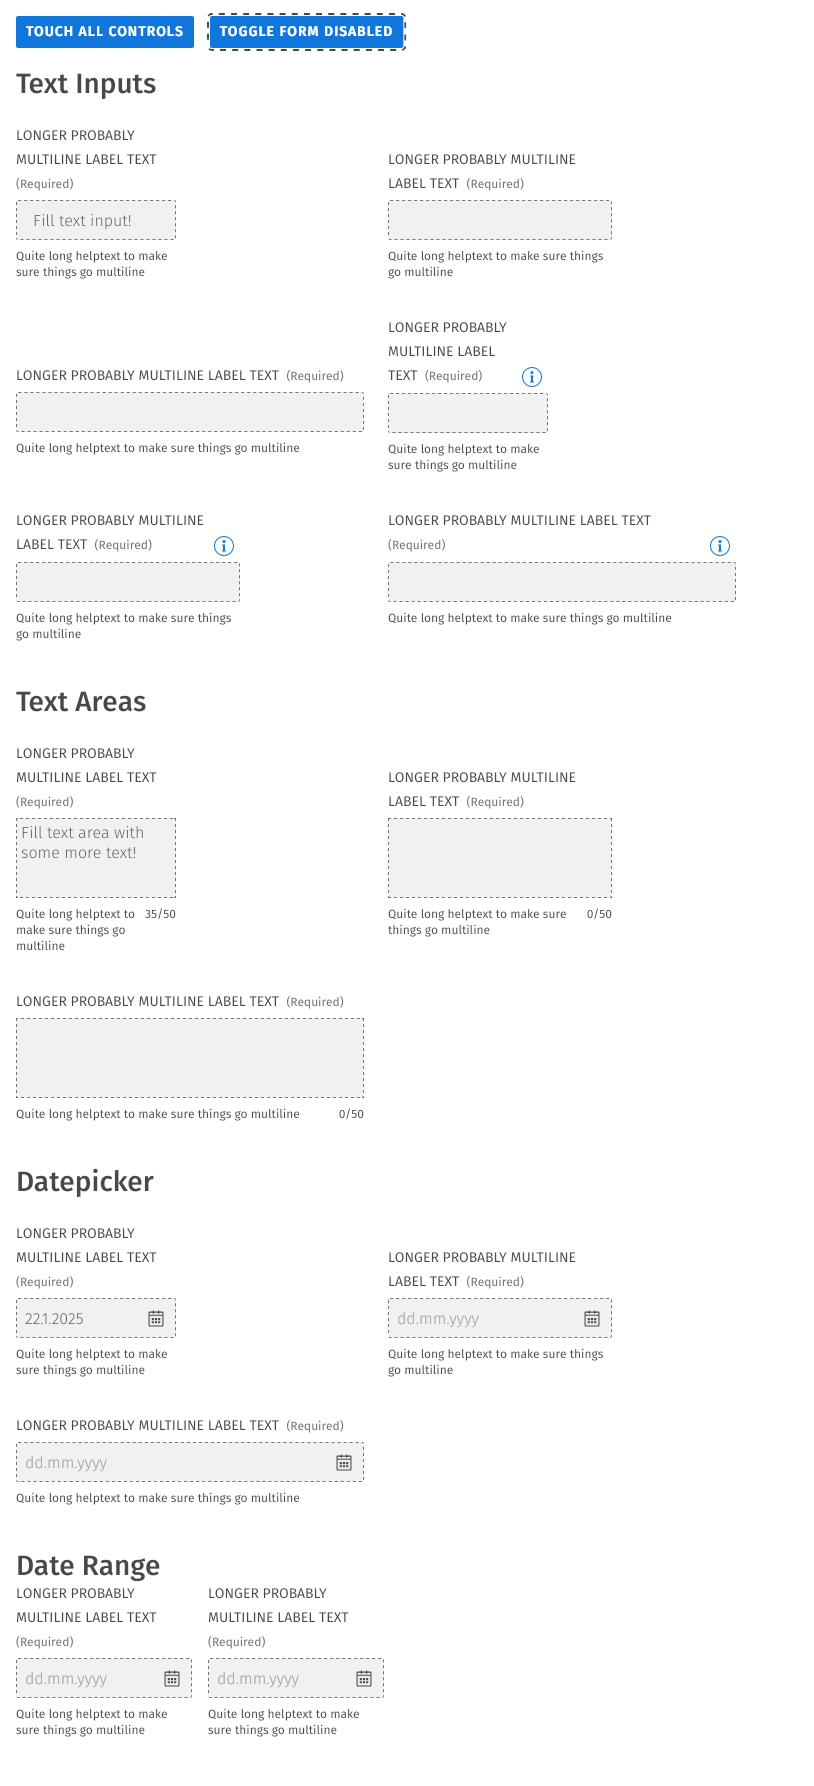 TOUCH ALL CONTROLS
TOGGLE FORM DISABLED
Text Inputs
LONGER PROBABLY
MULTILINE LABEL TEXT
(Required)
Fill text input!
Quite long helptext to make
sure things go multiline
LONGER PROBABLY MULTILINE
LABEL TEXT (Required)
Quite long helptext to make sure things
go multiline
LONGER PROBABLY MULTILINE LABEL TEXT (Required)
Quite long helptext to make sure things go multiline
LONGER PROBABLY
MULTILINE LABEL
TEXT (Required)
Quite long helptext to make
sure things go multiline
LONGER PROBABLY MULTILINE
LABEL TEXT (Required)
Quite long helptext to make sure things
go multiline
LONGER PROBABLY MULTILINE LABEL TEXT
(Required)
Quite long helptext to make sure things go multiline
Text Areas
LONGER PROBABLY
MULTILINE LABEL TEXT
(Required)
Fill text area with
some more text!
Quite long helptext to 35/50
make sure things go
multiline
LONGER PROBABLY MULTILINE
LABEL TEXT (Required)
Quite long helptext to make sure 0/50
things go multiline
LONGER PROBABLY MULTILINE LABEL TEXT (Required)
Quite long helptext to make sure things go multiline 0/50
Datepicker
LONGER PROBABLY
MULTILINE LABEL TEXT
(Required)
22.1.2025
Quite long helptext to make
sure things go multiline
LONGER PROBABLY MULTILINE
LABEL TEXT (Required)
dd.mm.yyyy
Quite long helptext to make sure things
go multiline
LONGER PROBABLY MULTILINE LABEL TEXT (Required)
dd.mm.yyyy
Quite long helptext to make sure things go multiline
Date Range
LONGER PROBABLY
MULTILINE LABEL TEXT
(Required)
dd.mm.yyyy
Quite long helptext to make
sure things go multiline
LONGER PROBABLY
MULTILINE LABEL TEXT
(Required)
dd.mm.yyyy
Quite long helptext to make
sure things go multiline